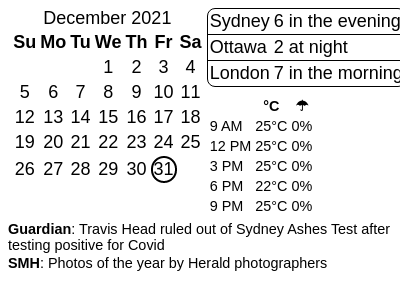 December 2021
Su Mo Tu We Th Fr Sa
1 2 3 4
5 6 7 8 9 10 11
12 13 14 15 16 17 18
19 20 21 22 23 24 25
26 27 28 29 30 31
Sydney 6 in the evening
Ottawa 2 at night
London 7 in the morning
°C ☂
9 AM 25°C 0%
12 PM 25°C 0%
3 PM 25°C 0%
6 PM 22°C 0%
9 PM 25°C 0%
Guardian: Travis Head ruled out of Sydney Ashes Test after
testing positive for Covid
SMH: Photos of the year by Herald photographers